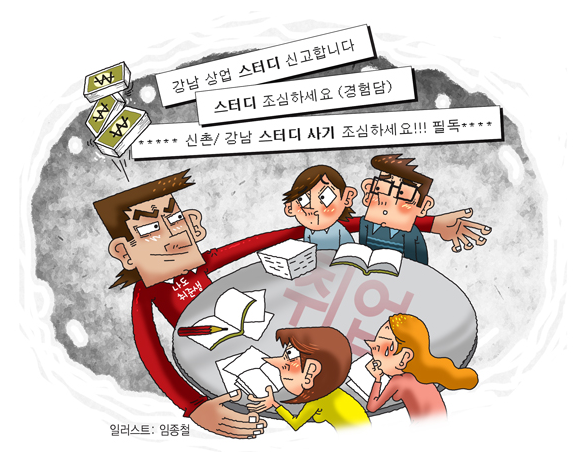 강남 상업 스터디 신고합니다
스터디 조심하세요 (경험담)
***** 신촌/ 강남 스터디 사기 조심하세요!!! 필독****
나도
취준생
취업
일러스트: 임종철